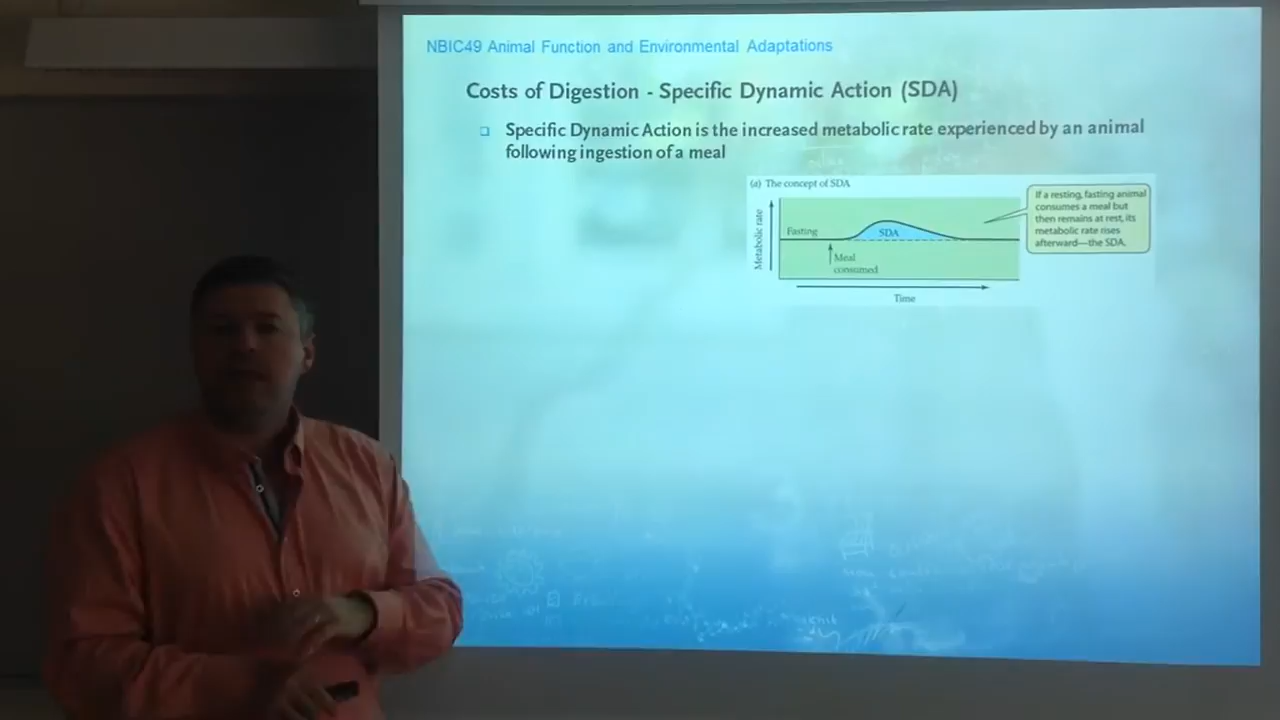 NBIC49 Animal Function and Environmental Adaptations
Costs of Digestion - Specific Dynamic Action (SDA)
Specific Dynamic Action is the increased metabolic rate experienced by an animal
following ingestion of a meal
(a) The concept of SDA
Metabolic rate
Fasting
SDA
Meal
consumed
Time
If a resting, fasting animal
consumes a meal but
then remains at rest, its
metabolic rate rises
afterward—the SDA.